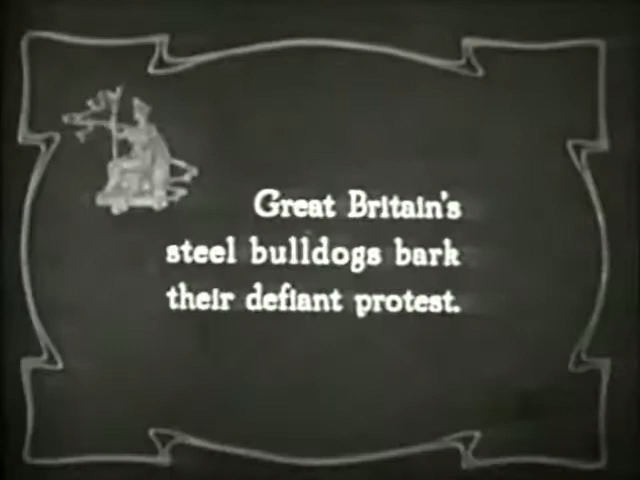 Great Britain's
steel bulldogs bark
their defiant protest.